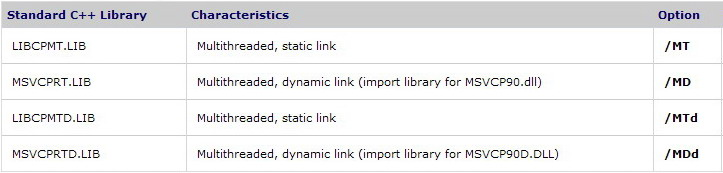 Standard C++ Library Characteristics Option
LIBCPMT.LIB Multithreaded, static link /MT
MSVCPRT.LIB Multithreaded, dynamic link (import library for MSVCP90.dll) /MD
LIBCPMTD.LIB Multithreaded, static link /MTd
MSVCPRTD.LIB Multithreaded, dynamic link (import library for MSVCP90D.DLL) /MDd